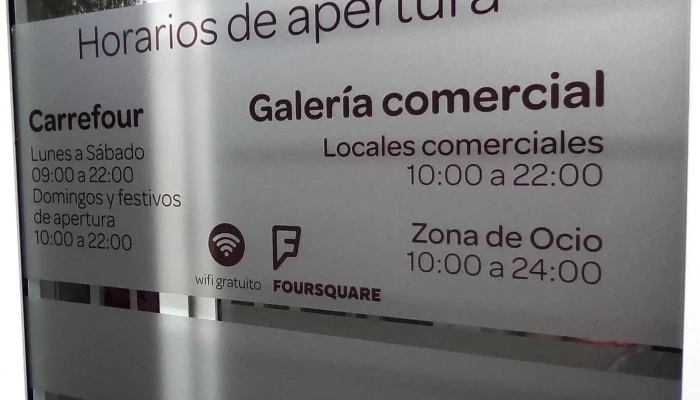 Horarios de apertura
Carrefour
Lunes a Sábado
09:00 a 22:00
Domingos y festivos
de apertura
10:00 a 22:00
Galería comercial
Locales comerciales
10:00 a 22:00
Zona de Ocio
10:00 a 24:00
wifi gratuito
FOURSQUARE